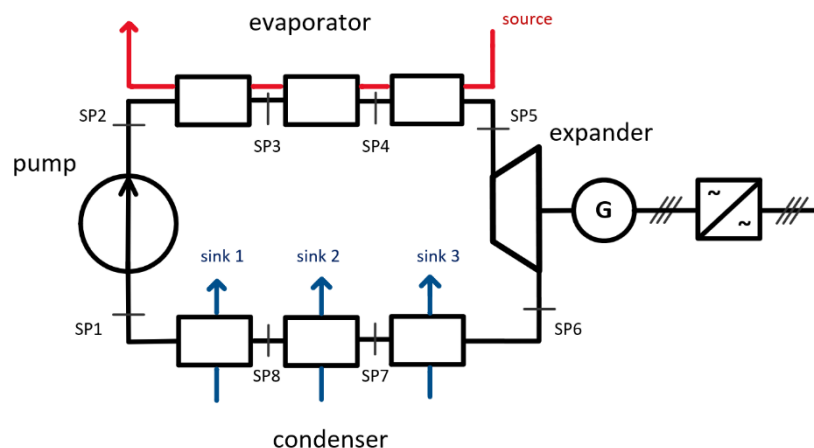 evaporator
source
SP2
SP3
SP4
SP5
expander
pump
G
~
~
sink 1
sink 2
sink 3
SP1
SP8
SP7
SP6
condenser